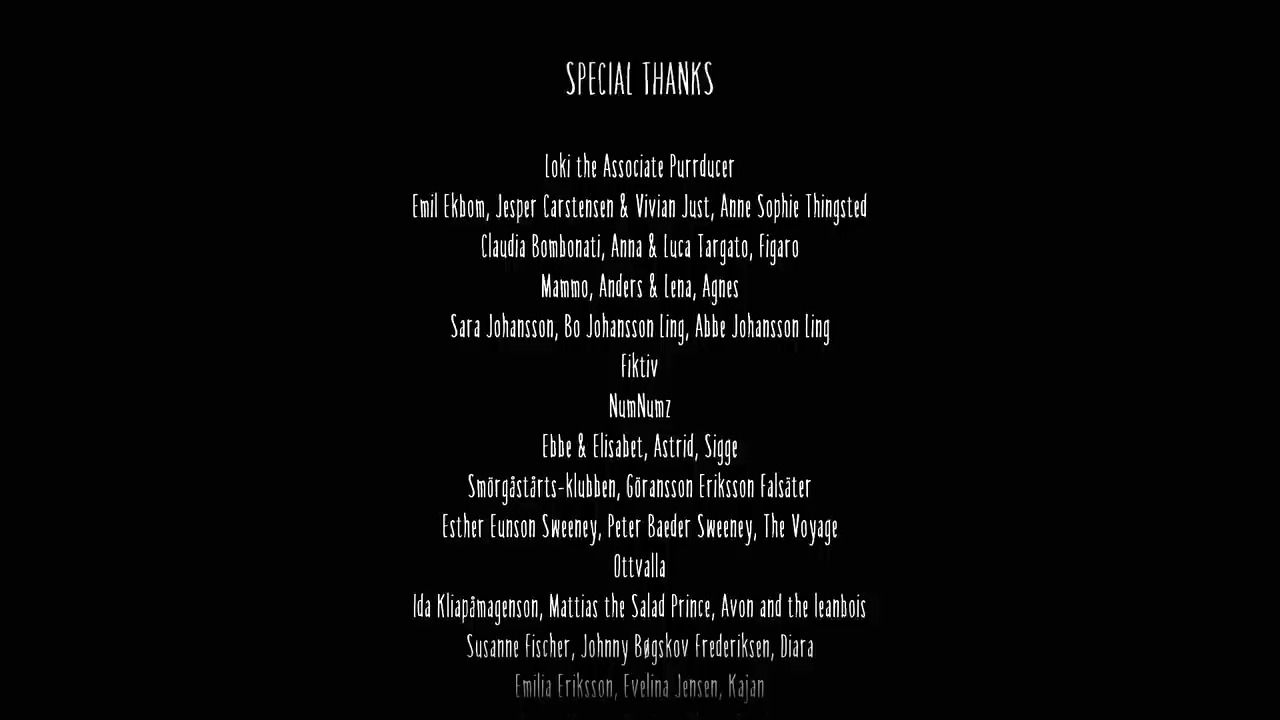 SPECIAL THANKS
Loki the Associate Purrducer
Emil Ekbom, Jesper Carstensen & Vivian Just, Anne Sophie Thingsted
Claudia Bombonati, Anna & Luca Targato, Figaro
Mammo, Anders & Lena, Agnes
Sara Johansson, Bo Johansson Ling, Abbe Johansson Ling
Fiktiv
NumNumz
Ebbe & Elisabet, Astrid, Sigge
Smörgåstårts-klubben, Göransson Eriksson Falsäter
Esther Eunson Sweeney, Peter Baeder Sweeney, The Voyage
Ottvalla
Ida Kliapåmagenson, Mattias the Salad Prince, Avon and the leanbois
Susanne Fischer, Johnny Bøgskov Frederiksen, Diara
Emilia Eriksson, Evelina Jensen, Kajan